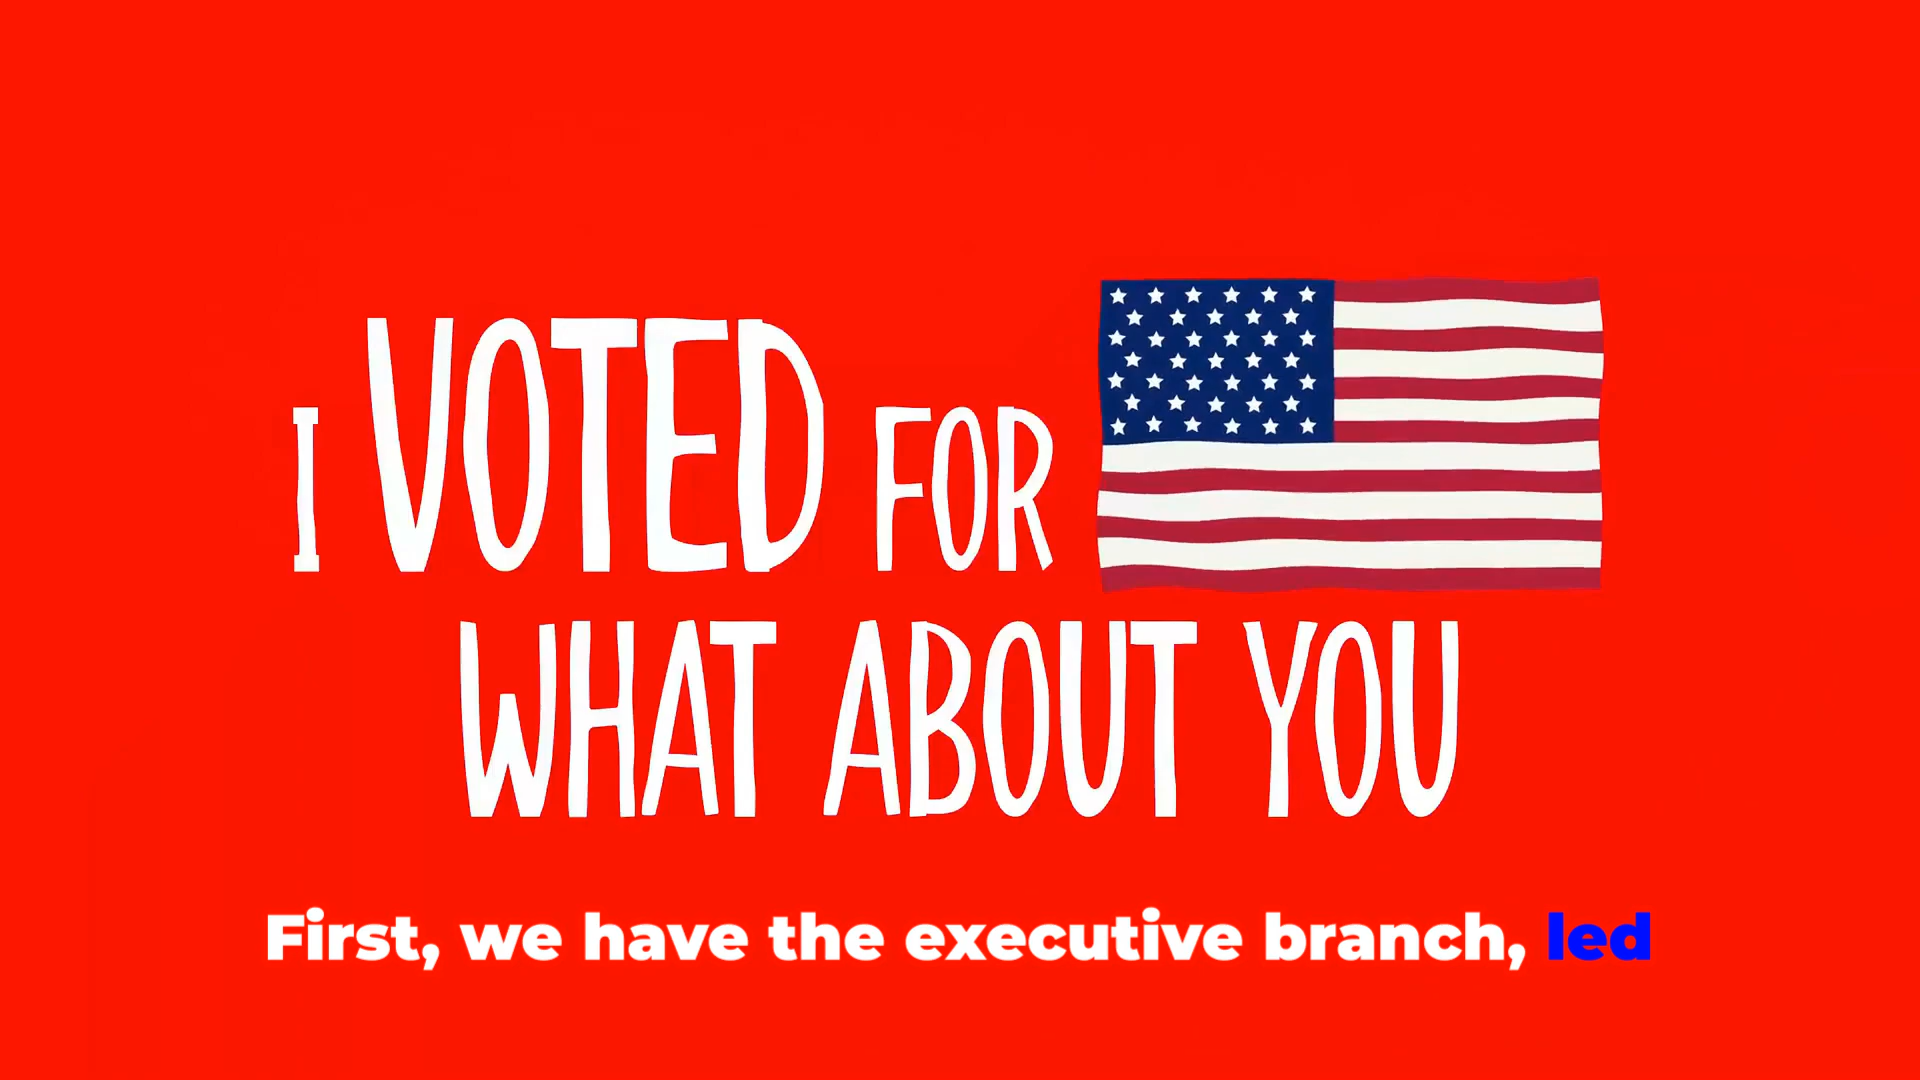 I VOTED FOR
WHAT ABOUT YOU
First, we have the executive branch, led